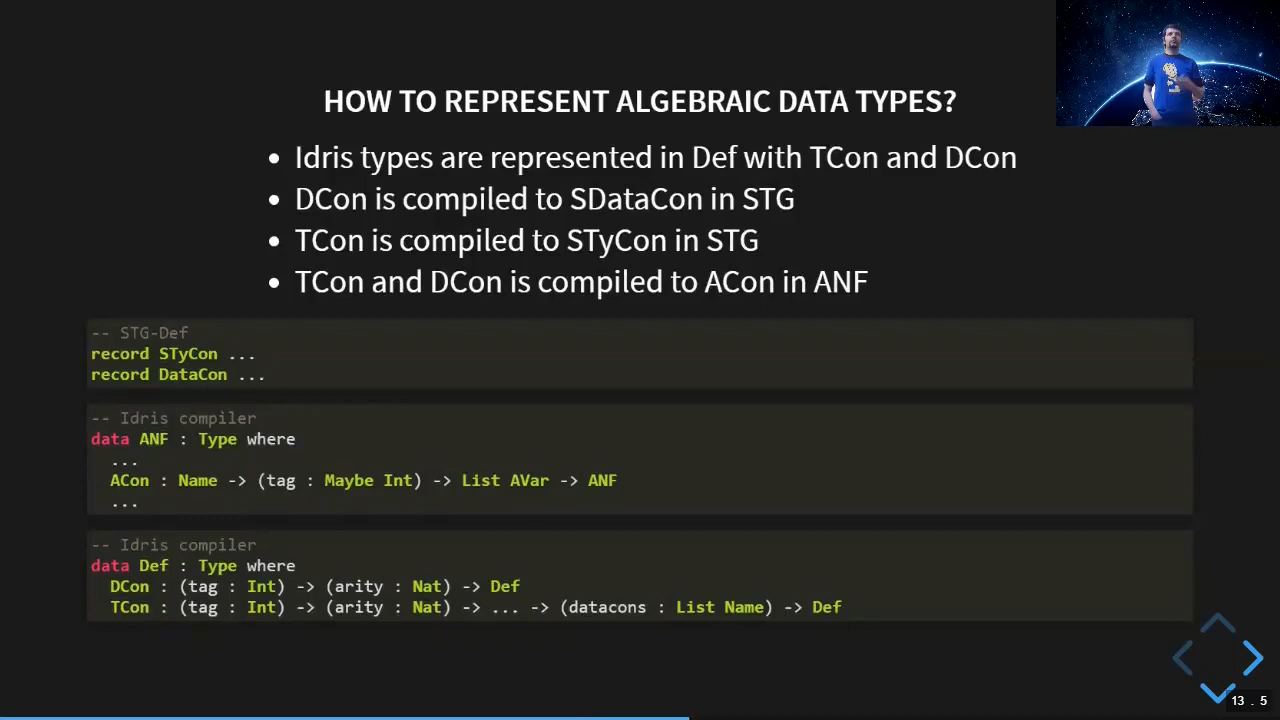 HOW TO REPRESENT ALGEBRAIC DATA TYPES?
• Idris types are represented in Def with TCon and DCon
• DCon is compiled to SDataCon in STG
• TCon is compiled to STyCon in STG
• TCon and DCon is compiled to ACon in ANF
-- STG-Def
record STyCon ...
record DataCon ...
-- Idris compiler
data ANF : Type where
  ...
  ACon : Name -> (tag : Maybe Int) -> List AVar -> ANF
  ...
-- Idris compiler
data Def : Type where
  DCon : (tag : Int) -> (arity : Nat) -> Def
  TCon : (tag : Int) -> (arity : Nat) -> ... -> (datacons : List Name) -> Def
13 . 5